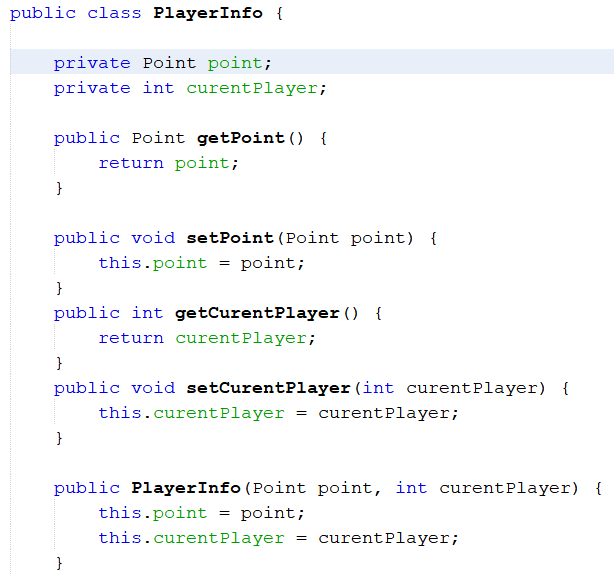 public class PlayerInfo {
private Point point;
private int curentPlayer;
public Point getPoint() {
return point;
}
public void setPoint(Point point) {
this.point = point;
}
public int getCurentPlayer() {
return curentPlayer;
}
public void setCurentPlayer(int curentPlayer) {
this.curentPlayer = curentPlayer;
}
public PlayerInfo(Point point, int curentPlayer) {
this.point = point;
this.curentPlayer = curentPlayer;
}